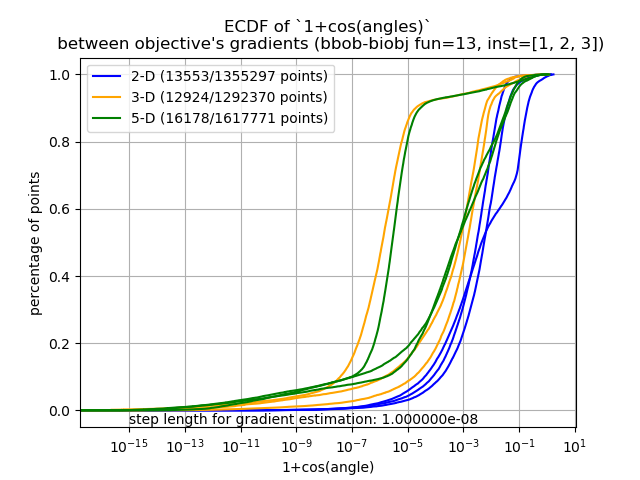 ECDF of `1+cos(angles)`
between objective's gradients (bbob-biobj fun=13, inst=[1, 2, 3])
2-D (13553/1355297 points)
3-D (12924/1292370 points)
5-D (16178/1617771 points)
percentage of points
1.0
0.8
0.6
0.4
0.2
0.0
step length for gradient estimation: 1.000000e-08
10⁻¹⁵ 10⁻¹³ 10⁻¹¹ 10⁻⁹ 10⁻⁷ 10⁻⁵ 10⁻³ 10⁻¹ 10¹
1+cos(angle)